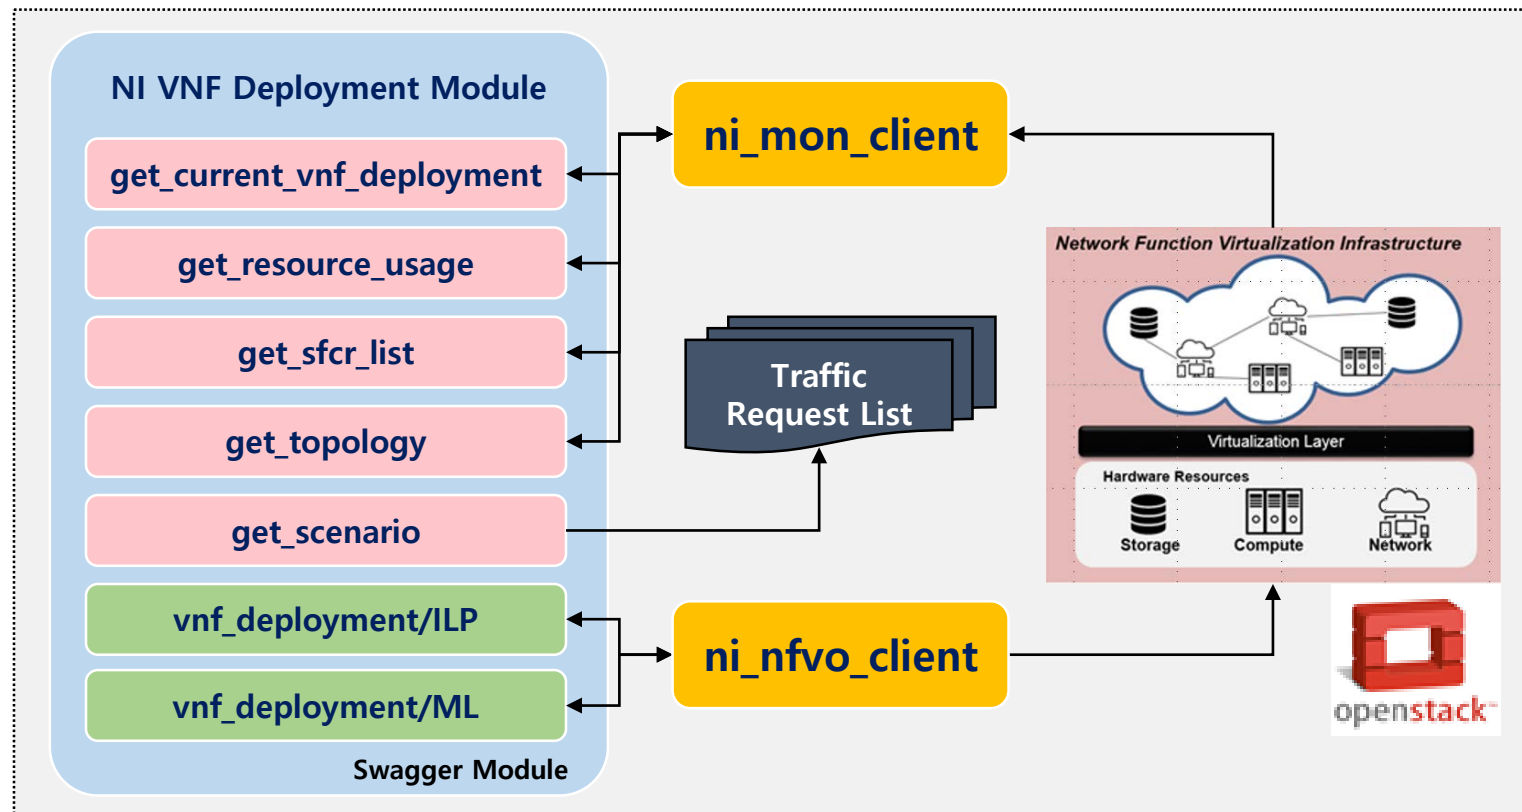 NI VNF Deployment Module
get_current_vnf_deployment
get_resource_usage
get_sfcr_list
get_topology
get_scenario
vnf_deployment/ILP
vnf_deployment/ML
Swagger Module
ni_mon_client
Traffic
Request List
ni_nfvo_client
Network Function Virtualization Infrastructure
Virtualization Layer
Hardware Resources
Storage
Compute
Network
openstack™